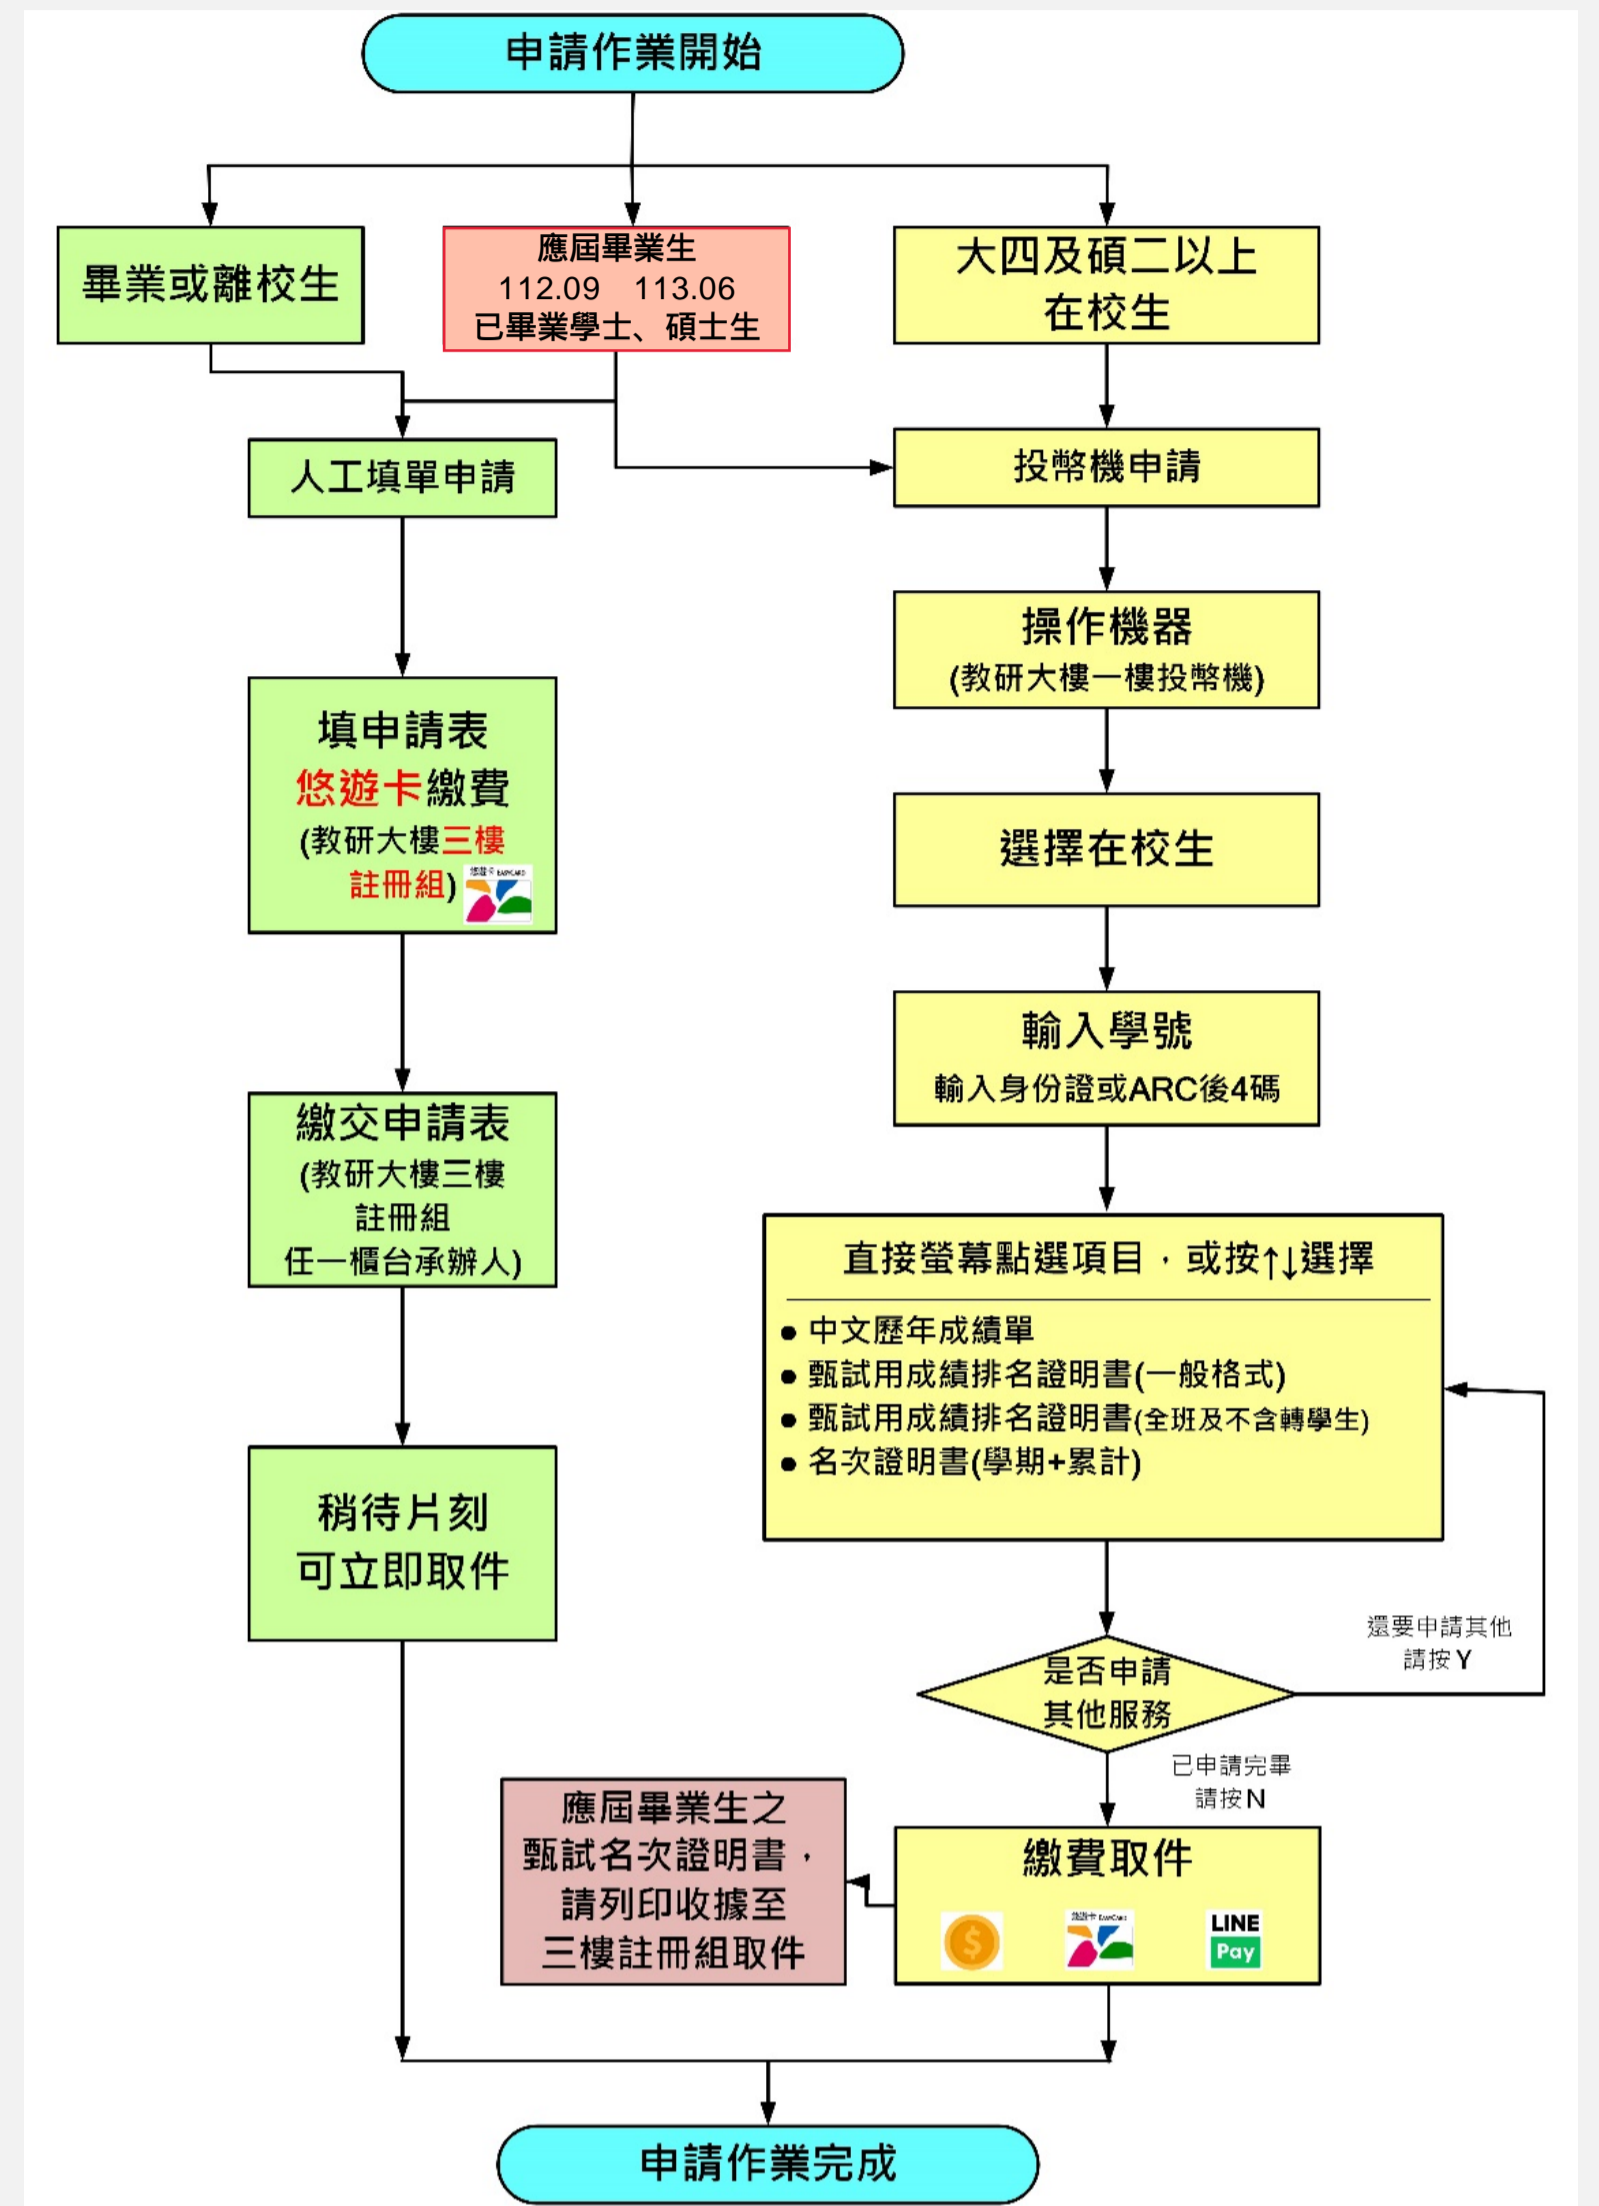 申請作業開始
畢業或離校生
應屆畢業生
112.09 113.06
已畢業學士、碩士生
大四及碩二以上
在校生
人工填單申請
投幣機申請
操作機器
(教研大樓一樓投幣機)
填申請表
悠遊卡繳費
(教研大樓三樓
註冊組)
悠遊卡 EASYCARD
選擇在校生
輸入學號
輸入身份證或ARC後4碼
繳交申請表
(教研大樓三樓
註冊組
任一櫃台承辦人)
直接螢幕點選項目，或按↑↓選擇
● 中文歷年成績單
● 甄試用成績排名證明書(一般格式)
● 甄試用成績排名證明書(全班及不含轉學生)
● 名次證明書(學期+累計)
稍待片刻
可立即取件
還要申請其他
請按Y
是否申請
其他服務
已申請完畢
請按N
應屆畢業生之
甄試名次證明書，
請列印收據至
三樓註冊組取件
繳費取件
$
悠遊卡 EASYCARD
LINE
Pay
申請作業完成